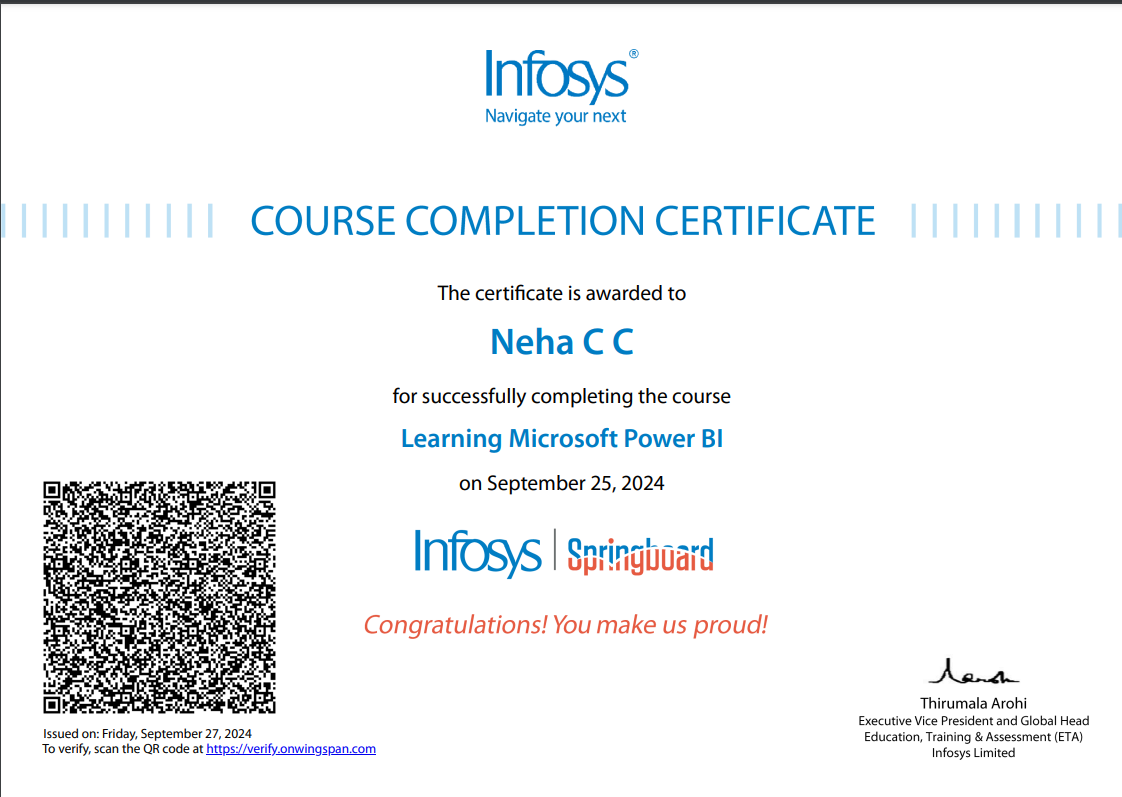 Infosys®
Navigate your next
COURSE COMPLETION CERTIFICATE
The certificate is awarded to
Neha C C
for successfully completing the course
Learning Microsoft Power BI
on September 25, 2024
Infosys | Springboard
Congratulations! You make us proud!
Issued on: Friday, September 27, 2024
To verify, scan the QR code at https://verify.onwingspan.com
Thirumala Arohi
Executive Vice President and Global Head
Education, Training & Assessment (ETA)
Infosys Limited